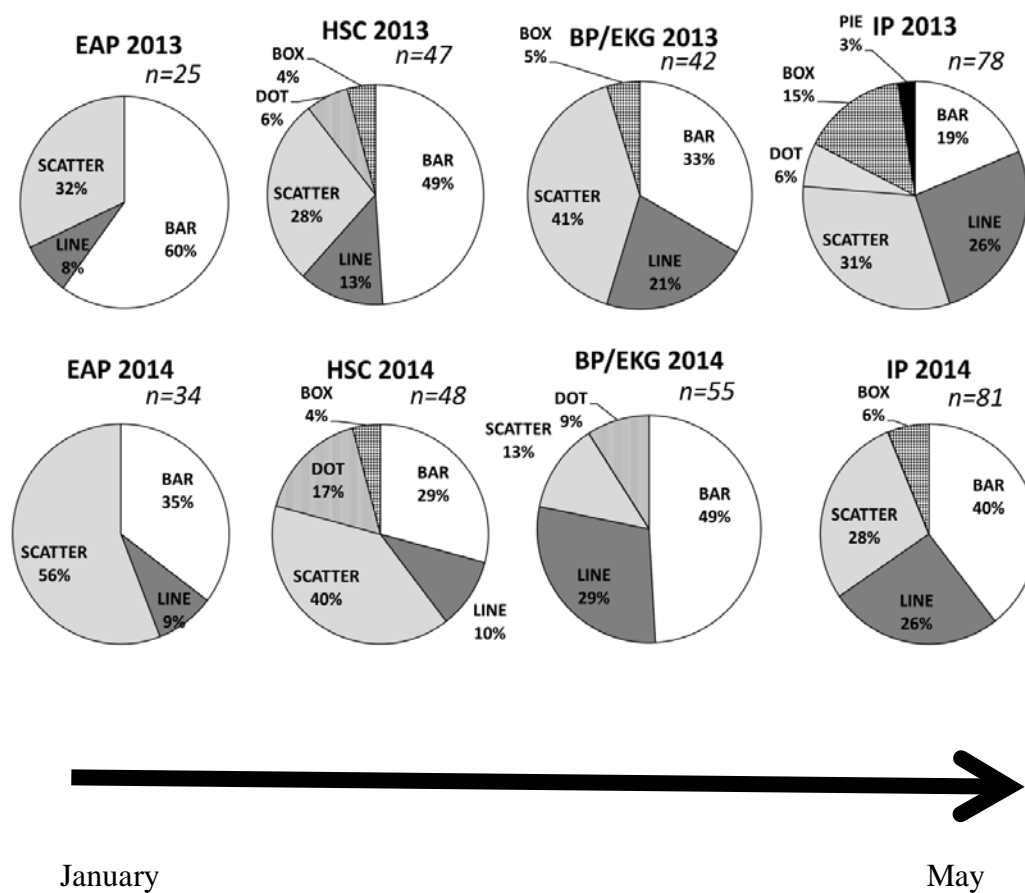 EAP 2013
n=25
SCATTER
32%
LINE
8%
BAR
60%
HSC 2013
n=47
BOX
4%
DOT
6%
SCATTER
28%
LINE
13%
BAR
49%
BP/EKG 2013
n=42
BOX
5%
SCATTER
41%
LINE
21%
BAR
33%
IP 2013
n=78
PIE
3%
BOX
15%
DOT
6%
SCATTER
31%
LINE
26%
BAR
19%
EAP 2014
n=34
SCATTER
56%
LINE
9%
BAR
35%
HSC 2014
n=48
BOX
4%
DOT
17%
SCATTER
40%
LINE
10%
BAR
29%
BP/EKG 2014
n=55
DOT
9%
SCATTER
13%
LINE
29%
BAR
49%
IP 2014
n=81
BOX
6%
SCATTER
28%
LINE
26%
BAR
40%
January
May